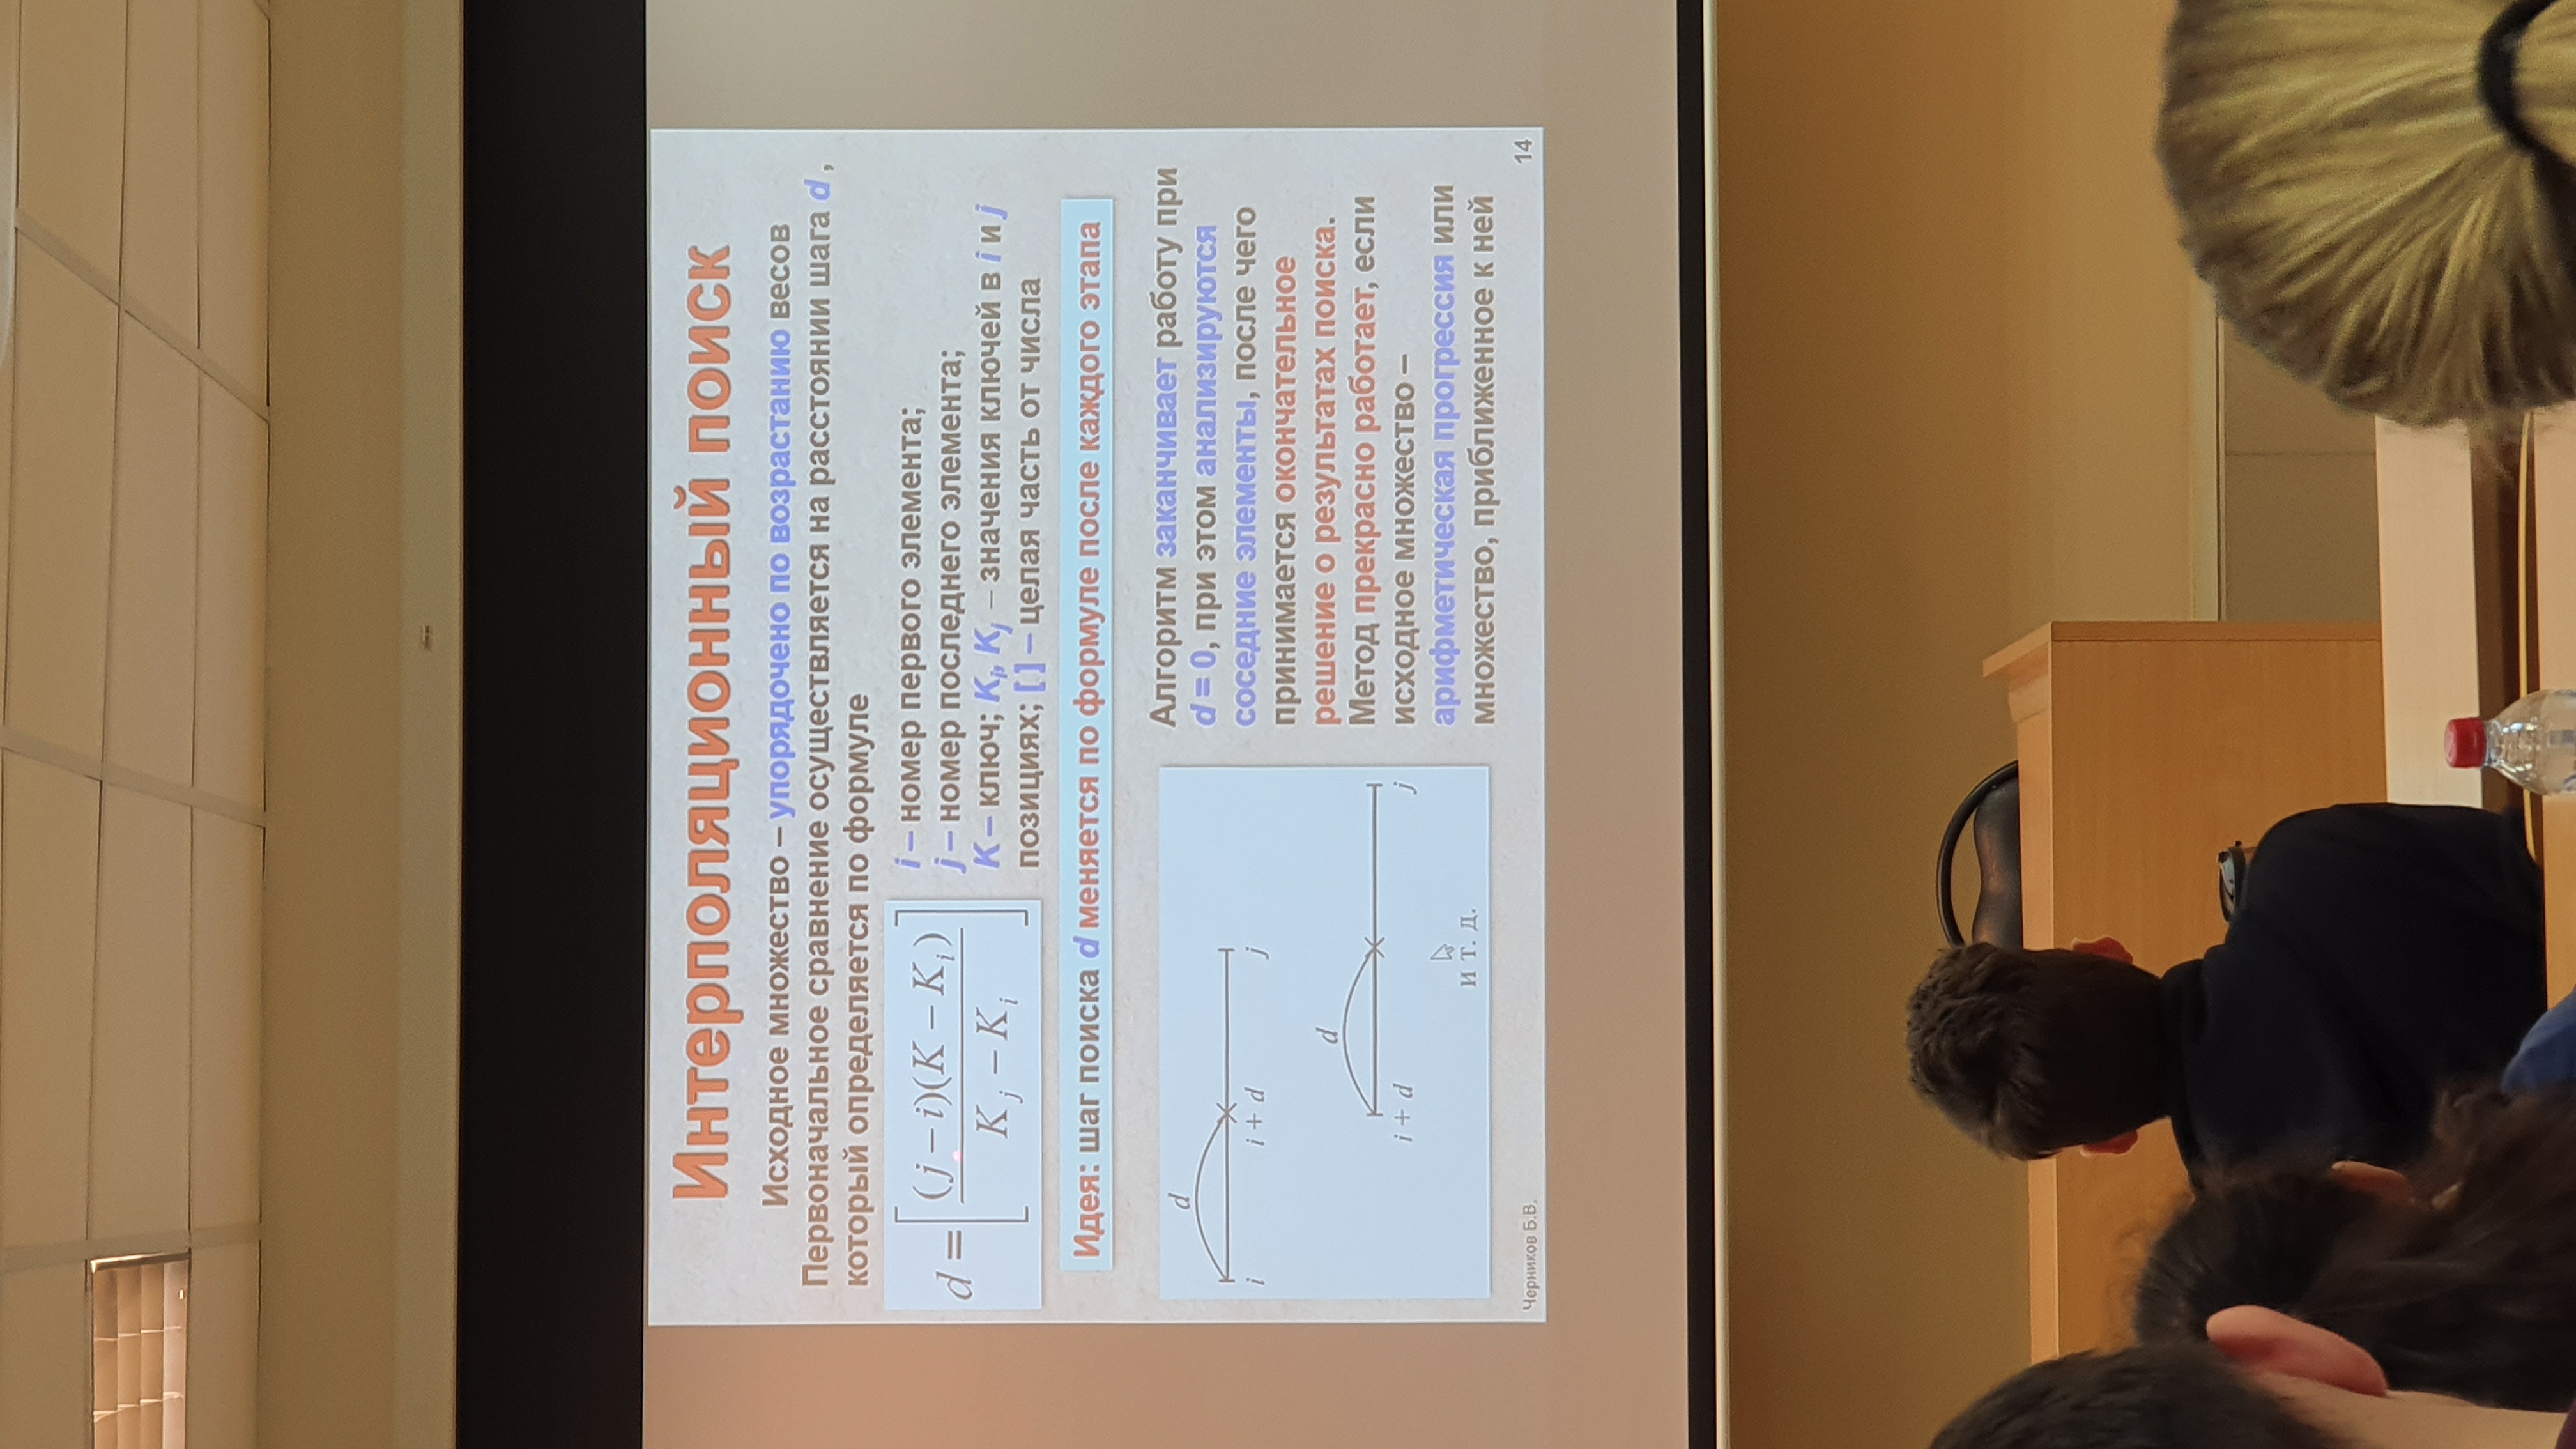 Интерполяционный поиск
Исходное множество – упорядочено по возрастанию весов
Первоначальное сравнение осуществляется на расстоянии шага d ,
который определяется по формуле
d = [ (j – i)(K – K_i) / K_j – K_i ]
i – номер первого элемента;
j – номер последнего элемента;
K – ключ; K_i, K_j – значения ключей в i и j
позициях; [ ] – целая часть от числа
Идея: шаг поиска d меняется по формуле после каждого этапа
d
i i + d j
d
i + d j
и т. д.
Алгоритм заканчивает работу при
d = 0, при этом анализируются
соседние элементы, после чего
принимается окончательное
решение о результатах поиска.
Метод прекрасно работает, если
исходное множество –
арифметическая прогрессия или
множество, приближенное к ней
Черников Б.В.
14